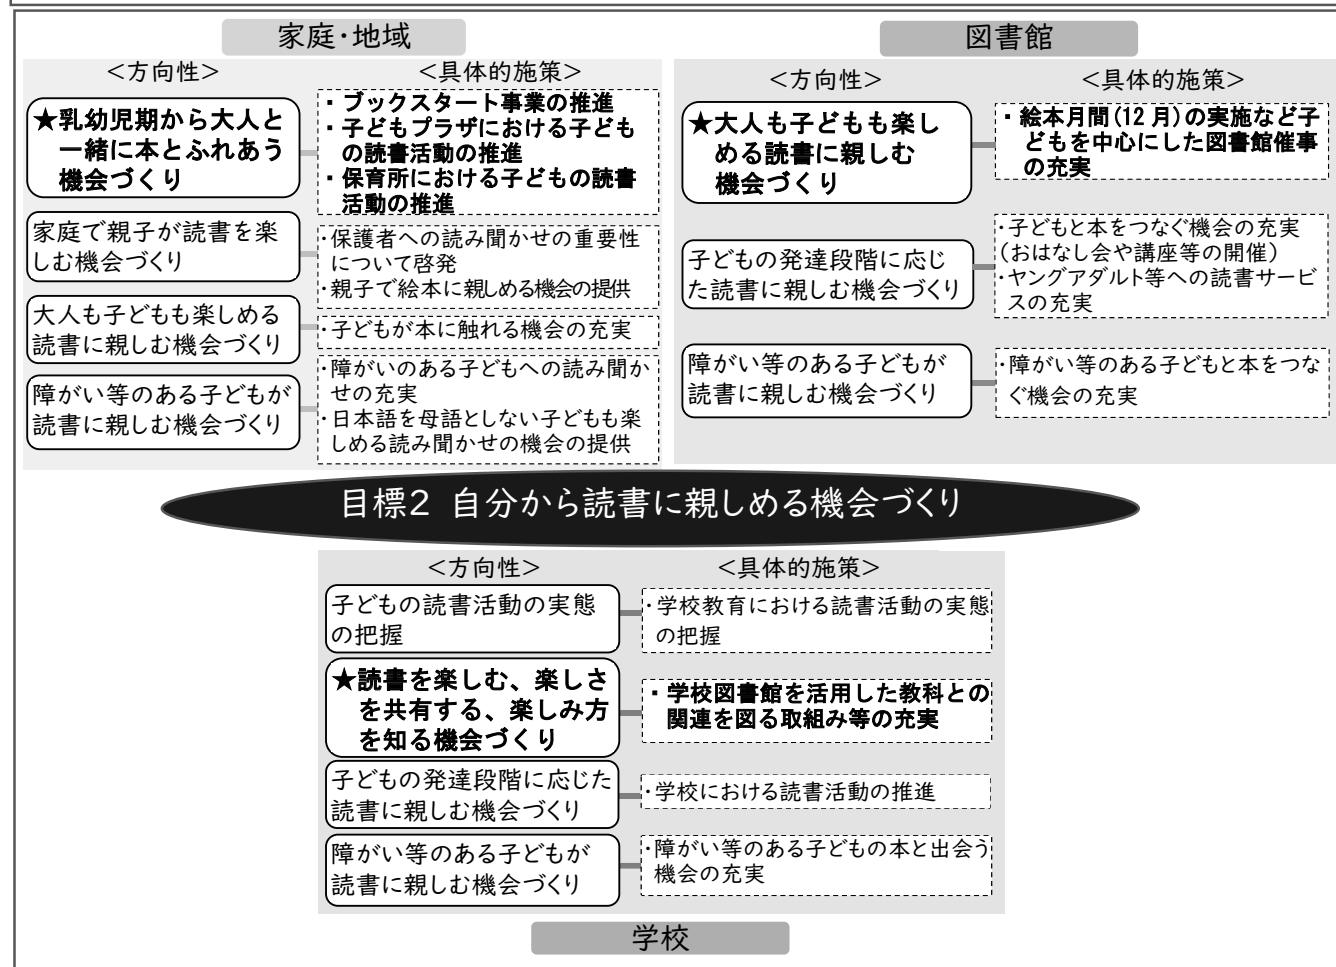 家庭・地域
<方向性>
<具体的施策>
★乳幼児期から大人と
一緒に本とふれあう
機会づくり
・ブックスタート事業の推進
・子どもプラザにおける子ども
の読書活動の推進
・保育所における子どもの読書
活動の推進
家庭で親子が読書を楽
しむ機会づくり
・保護者への読み聞かせの重要性
について啓発
・親子で絵本に親しめる機会の提供
大人も子どもも楽しめる
読書に親しむ機会づくり
・子どもが本に触れる機会の充実
障がい等のある子どもが
読書に親しむ機会づくり
・障がいのある子どもへの読み聞か
せの充実
・日本語を母語としない子どもも楽
しめる読み聞かせの機会の提供
図書館
<方向性>
<具体的施策>
★大人も子どもも楽し
める読書に親しむ
機会づくり
・絵本月間(12月)の実施など子
どもを中心にした図書館催事
の充実
子どもの発達段階に応じ
た読書に親しむ機会づくり
・子どもと本をつなぐ機会の充実
(おはなし会や講座等の開催)
・ヤングアダルト等への読書サービ
スの充実
障がい等のある子どもが
読書に親しむ機会づくり
・障がい等のある子どもと本をつな
ぐ機会の充実
目標2 自分から読書に親しめる機会づくり
<方向性>
<具体的施策>
子どもの読書活動の実態
の把握
・学校教育における読書活動の実態
の把握
★読書を楽しむ、楽しさ
を共有する、楽しみ方
を知る機会づくり
・学校図書館を活用した教科との
関連を図る取組み等の充実
子どもの発達段階に応じた
読書に親しむ機会づくり
・学校における読書活動の推進
障がい等のある子どもが
読書に親しむ機会づくり
・障がい等のある子どもの本と出会う
機会の充実
学校